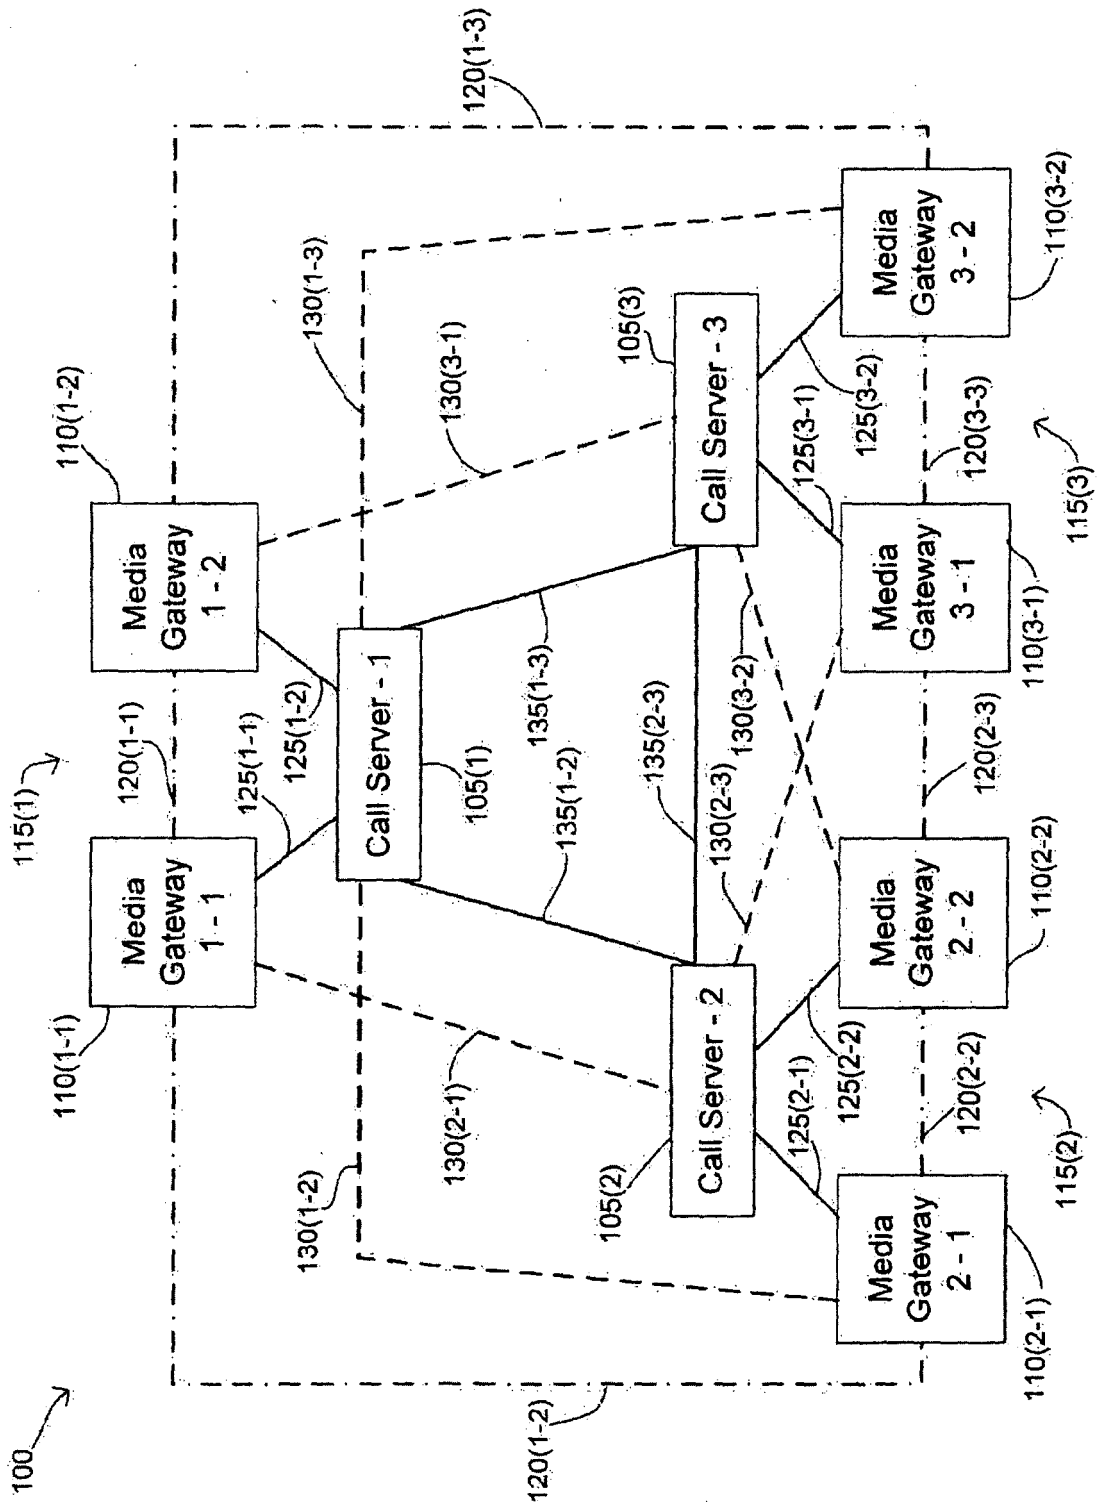 100
115(1)
110(1-1)
120(1-1)
110(1-2)
Media
Gateway
1 - 1
Media
Gateway
1 - 2
125(1-1)
125(1-2)
130(1-2)
130(1-3)
120(1-2)
120(1-3)
Call Server - 1
105(1)
130(2-1)
130(3-1)
135(1-2)
135(1-3)
105(2)
105(3)
135(2-3)
Call Server - 2
Call Server - 3
130(2-3)
130(3-2)
125(2-1)
125(2-2)
125(3-1)
125(3-2)
Media
Gateway
2 - 1
Media
Gateway
2 - 2
Media
Gateway
3 - 1
Media
Gateway
3 - 2
120(2-2)
120(2-3)
120(3-3)
110(2-1)
110(2-2)
110(3-1)
110(3-2)
115(2)
115(3)